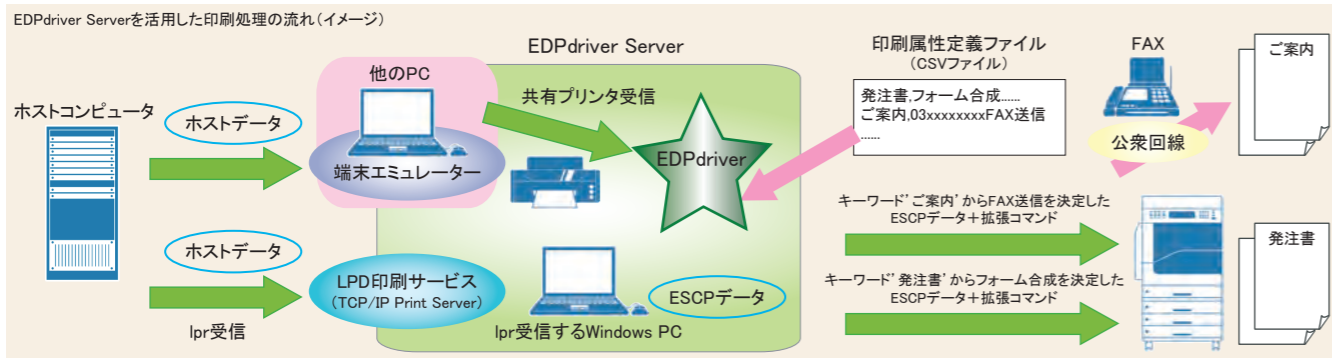 EDPdriver Serverを活用した印刷処理の流れ（イメージ）
ホストコンピュータ
ホストデータ
他のPC
端末エミュレーター
EDPdriver Server
共有プリンタ受信
EDPdriver
印刷属性定義ファイル
（CSVファイル）
発注書,フォーム合成......
ご案内,03xxxxxxxxFAX送信
......
FAX
公衆回線
ご案内
ホストデータ
lpr受信
LPD印刷サービス
（TCP/IP Print Server）
lpr受信するWindows PC
ESCPデータ
キーワード’ご案内’からFAX送信を決定した
ESCPデータ＋拡張コマンド
キーワード’発注書’からフォーム合成を決定した
ESCPデータ＋拡張コマンド
発注書